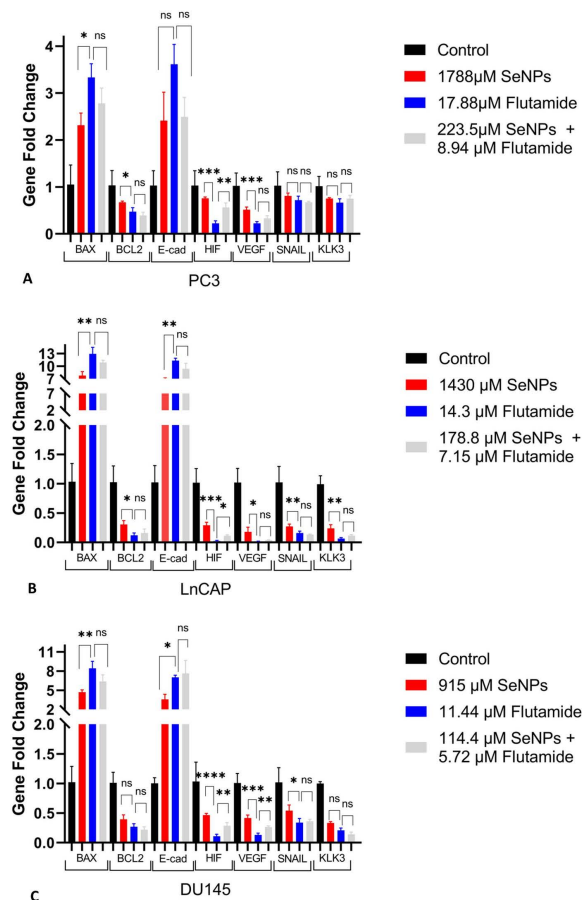 4
3
2
1
0
Gene Fold Change
* ns
ns ns
* ns
*** **
***
ns ns
ns ns
BAX BCL2 E-cad HIF VEGF SNAIL KLK3
A
PC3
Control
1788µM SeNPs
17.88µM Flutamide
223.5µM SeNPs +
8.94 µM Flutamide
13
10
7
7
2
2.0
1.5
1.0
0.5
0.0
Gene Fold Change
** ns
** ns
* ns
*** *
* ns
** ns
** ns
BAX BCL2 E-cad HIF VEGF SNAIL KLK3
B
LnCAP
Control
1430 µM SeNPs
14.3 µM Flutamide
178.8 µM SeNPs +
7.15 µM Flutamide
11
8
5
2
2.0
1.5
1.0
0.5
0.0
Gene Fold Change
** ns
* ns
ns ns
**** **
*** **
* ns
ns ns
BAX BCL2 E-cad HIF VEGF SNAIL KLK3
C
DU145
Control
915 µM SeNPs
11.44 µM Flutamide
114.4 µM SeNPs +
5.72 µM Flutamide